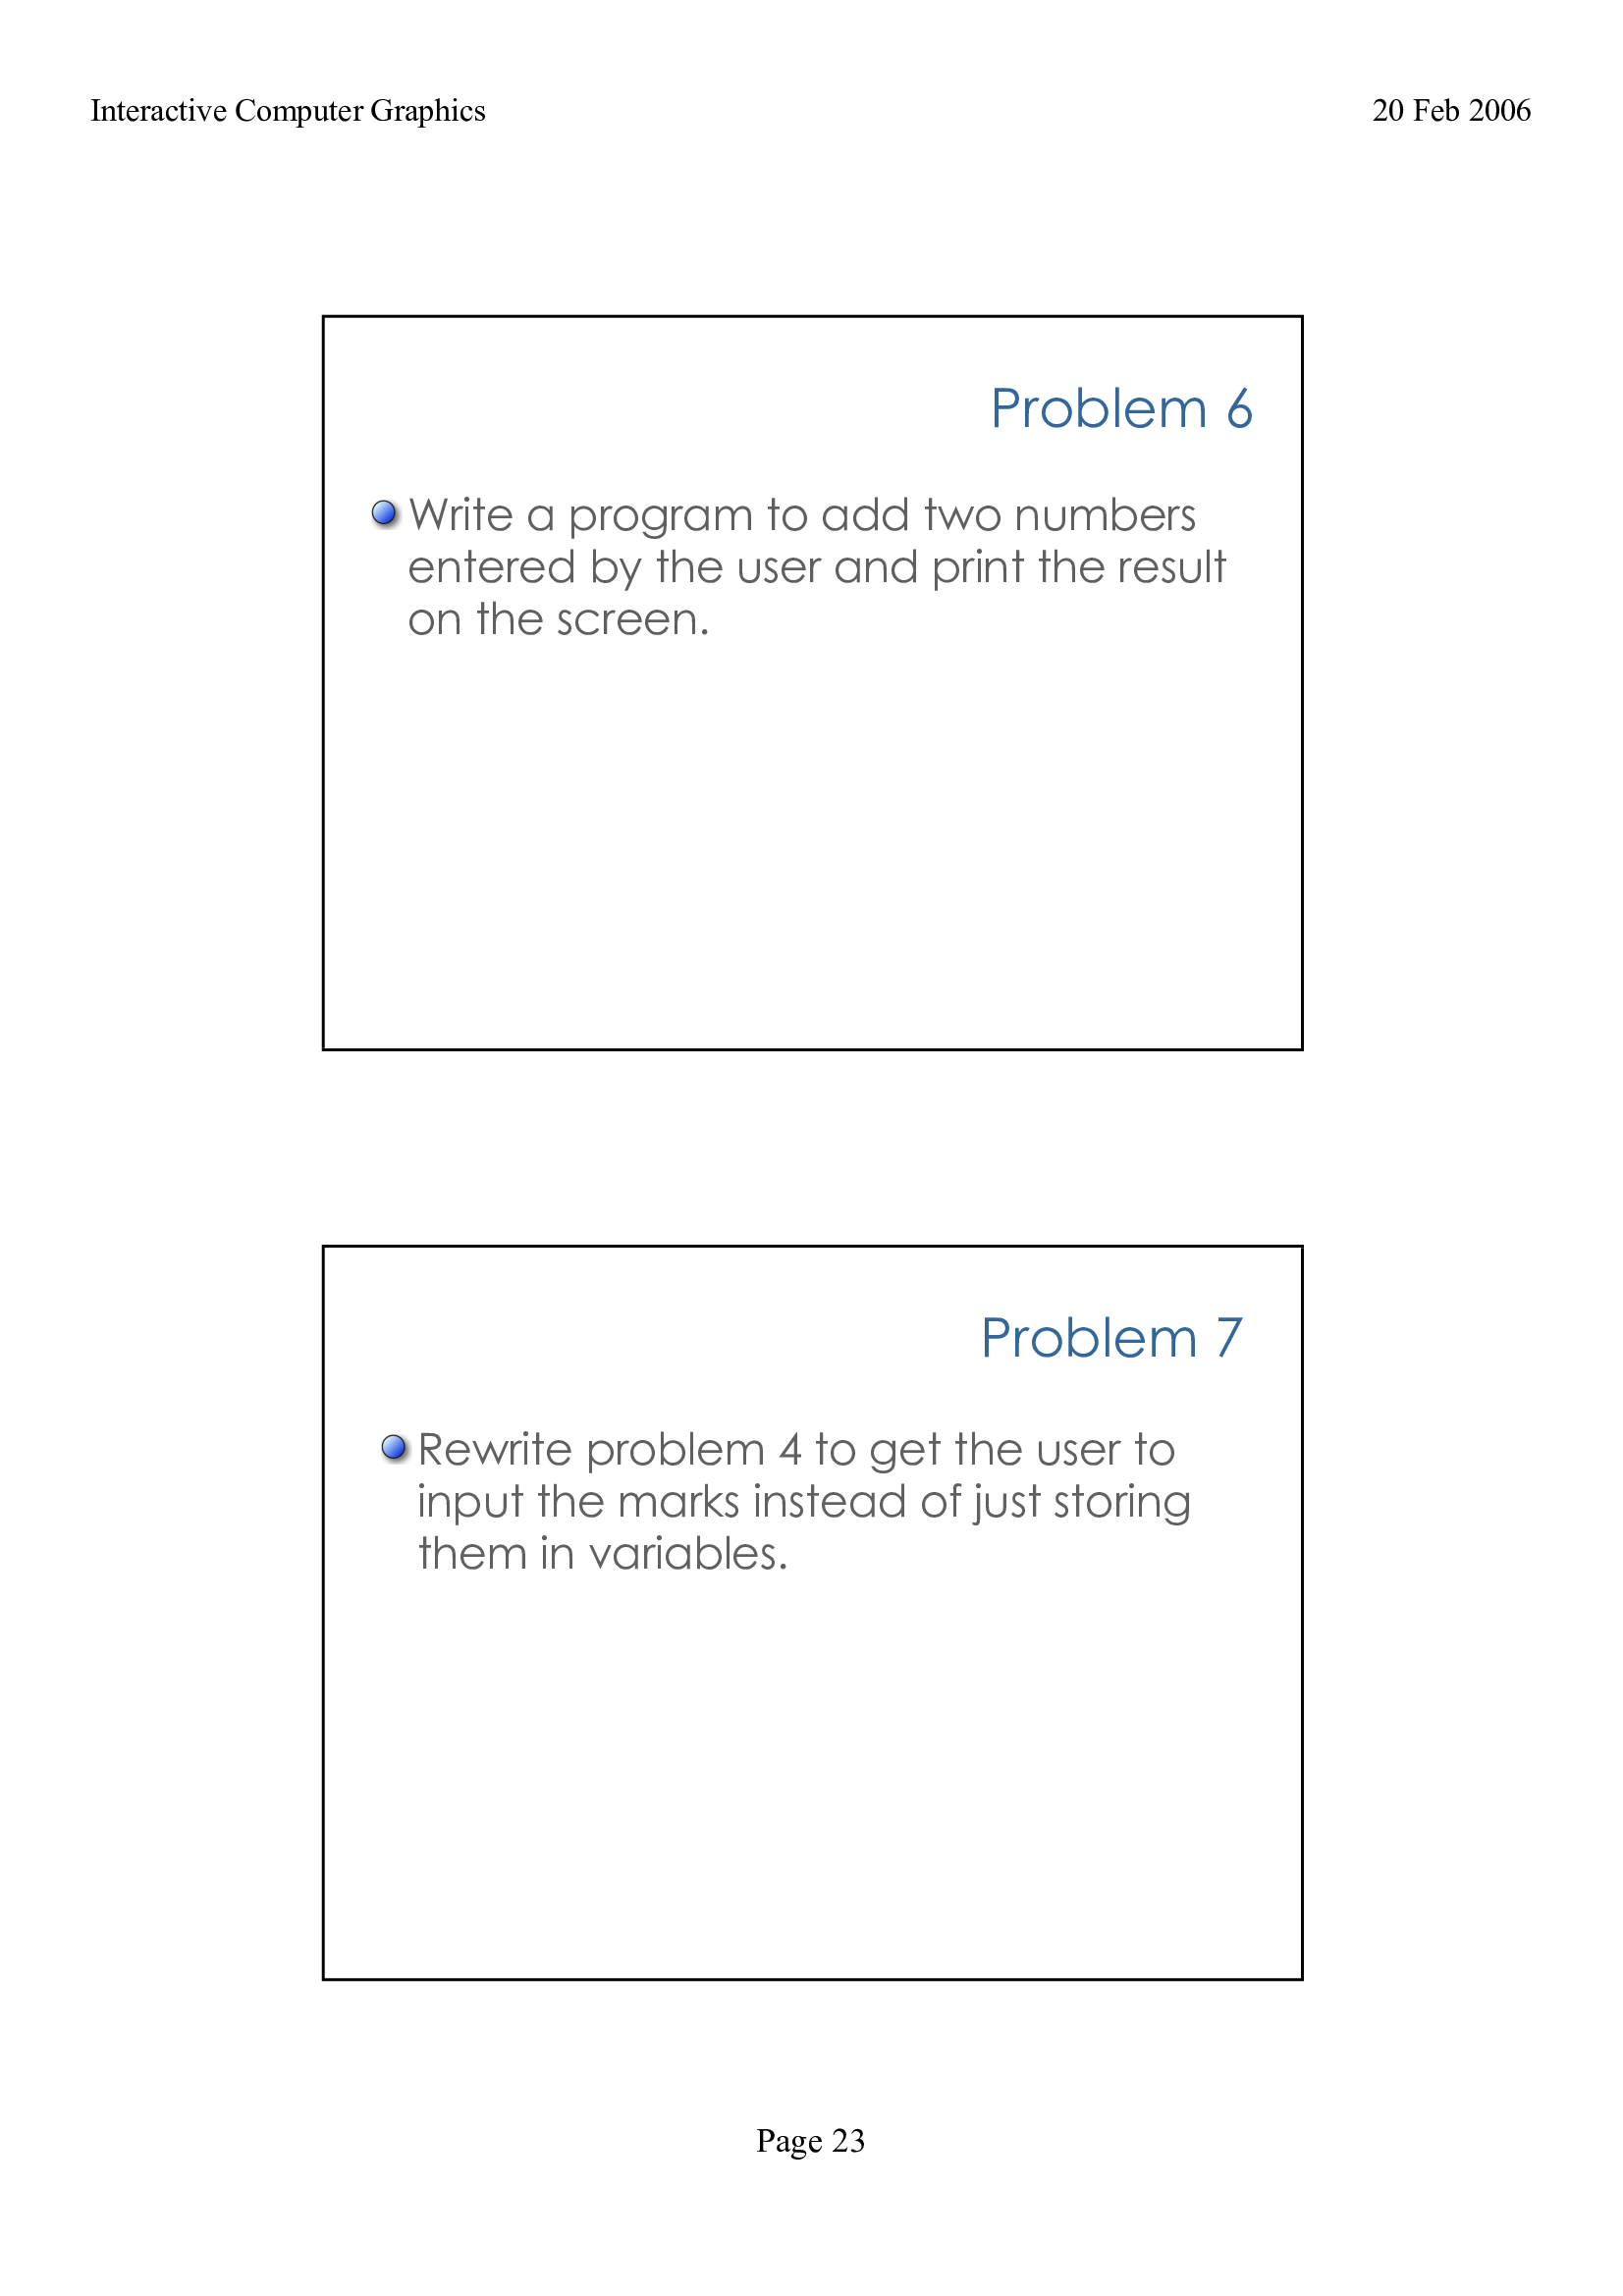 Interactive Computer Graphics 20 Feb 2006
Problem 6
Write a program to add two numbers
entered by the user and print the result
on the screen.
Problem 7
Rewrite problem 4 to get the user to
input the marks instead of just storing
them in variables.
Page 23